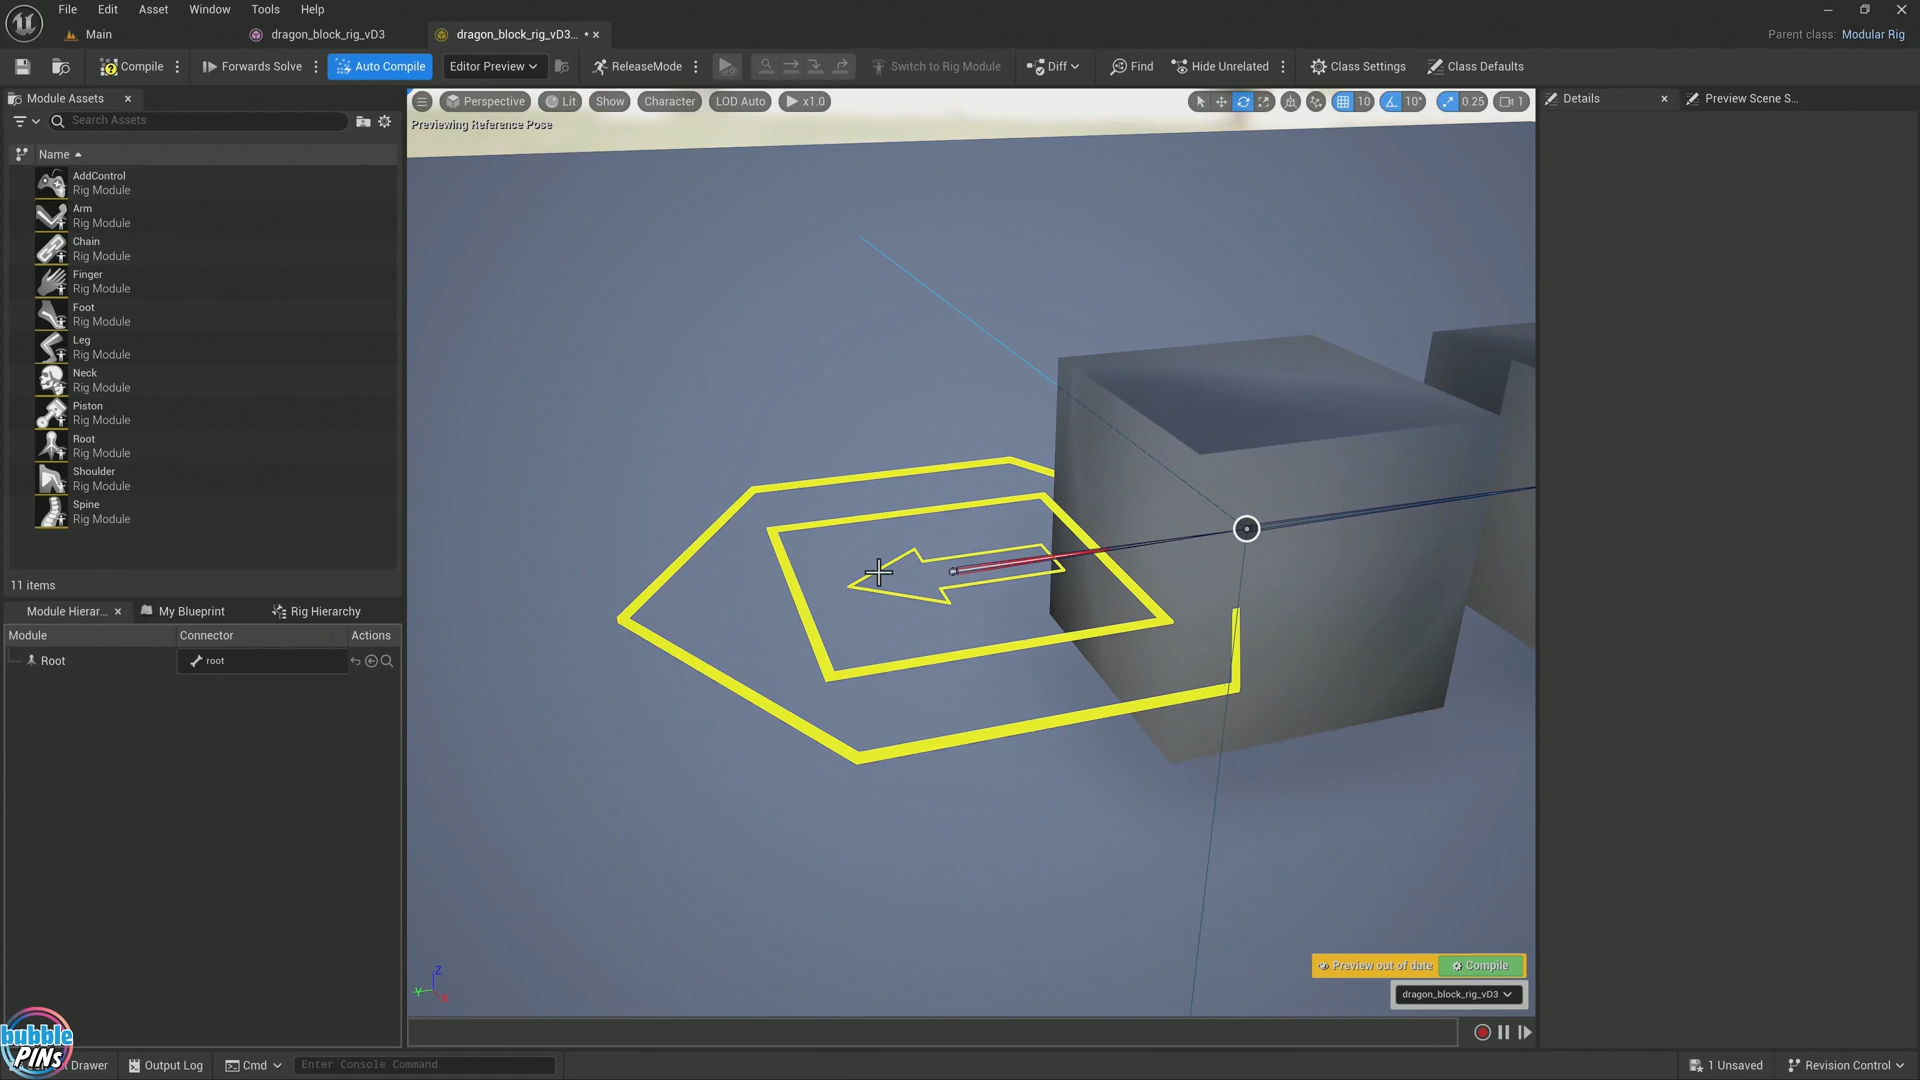 File Edit Asset Window Tools Help
Main dragon_block_rig_vD3 dragon_block_rig_vD3... *
Parent class: Modular Rig
Compile Forwards Solve Auto Compile Editor Preview ReleaseMode Switch to Rig Module Diff Find Hide Unrelated Class Settings Class Defaults
Module Assets
Search Assets
Name
AddControl
Rig Module
Arm
Rig Module
Chain
Rig Module
Finger
Rig Module
Foot
Rig Module
Leg
Rig Module
Neck
Rig Module
Piston
Rig Module
Root
Rig Module
Shoulder
Rig Module
Spine
Rig Module
11 items
Module Hierar... My Blueprint Rig Hierarchy
Module Connector Actions
Root root
Perspective Lit Show Character LOD Auto x1.0 10 10° 0.25 1
Previewing Reference Pose
Z
Y
X
Preview out of date Compile
dragon_block_rig_vD3
Details Preview Scene S...
bubble
PINS
Drawer Output Log Cmd Enter Console Command 1 Unsaved Revision Control